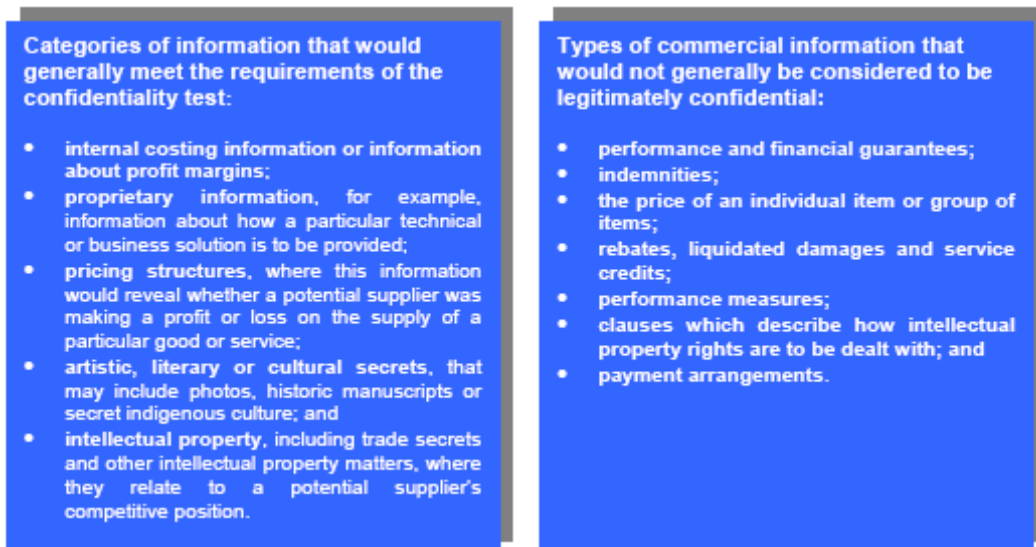 Categories of information that would
generally meet the requirements of the
confidentiality test:
• internal costing information or information
about profit margins;
• proprietary information, for example,
information about how a particular technical
or business solution is to be provided;
• pricing structures, where this information
would reveal whether a potential supplier was
making a profit or loss on the supply of a
particular good or service;
• artistic, literary or cultural secrets, that
may include photos, historic manuscripts or
secret indigenous culture; and
• intellectual property, including trade secrets
and other intellectual property matters, where
they relate to a potential supplier's
competitive position.
Types of commercial information that
would not generally be considered to be
legitimately confidential:
• performance and financial guarantees;
• indemnities;
• the price of an individual item or group of
items;
• rebates, liquidated damages and service
credits;
• performance measures;
• clauses which describe how intellectual
property rights are to be dealt with; and
• payment arrangements.